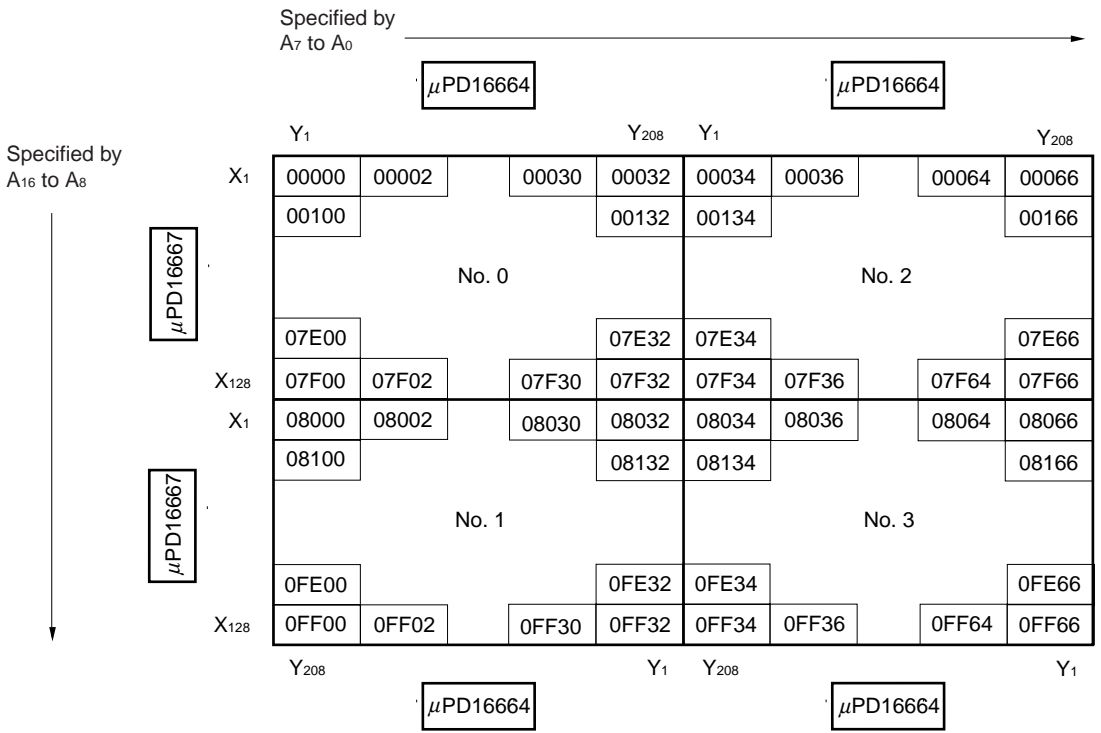 Specified by
A7 to A0
μPD16664 μPD16664
Y1 Y208 Y1 Y208
Specified by
A16 to A8
X1 00000 00002 00030 00032 00034 00036 00064 00066
00100 00132 00134 00166
μPD16667
No. 0 No. 2
07E00 07E32 07E34 07E66
X128 07F00 07F02 07F30 07F32 07F34 07F36 07F64 07F66
X1 08000 08002 08030 08032 08034 08036 08064 08066
08100 08132 08134 08166
μPD16667
No. 1 No. 3
0FE00 0FE32 0FE34 0FE66
X128 0FF00 0FF02 0FF30 0FF32 0FF34 0FF36 0FF64 0FF66
Y208 Y1 Y208 Y1
μPD16664 μPD16664